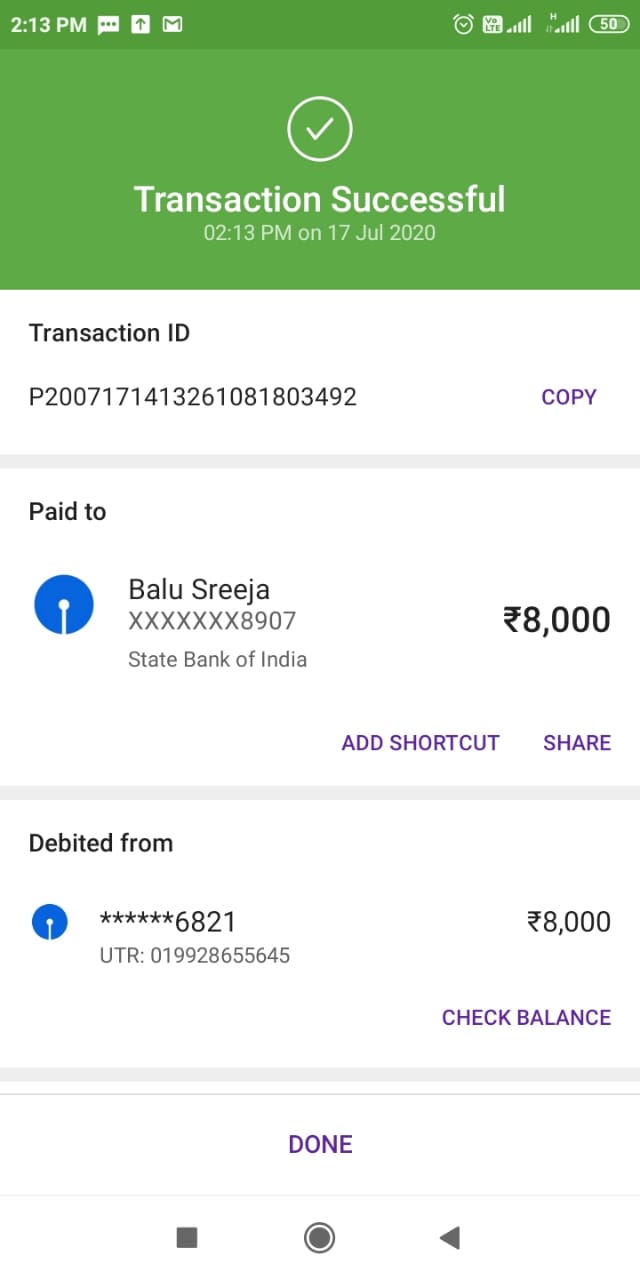 2:13 PM
Vo LTE
H
50
Transaction Successful
02:13 PM on 17 Jul 2020
Transaction ID
P2007171413261081803492
COPY
Paid to
Balu Sreeja
XXXXXXX8907
₹8,000
State Bank of India
ADD SHORTCUT
SHARE
Debited from
******6821
₹8,000
UTR: 019928655645
CHECK BALANCE
DONE